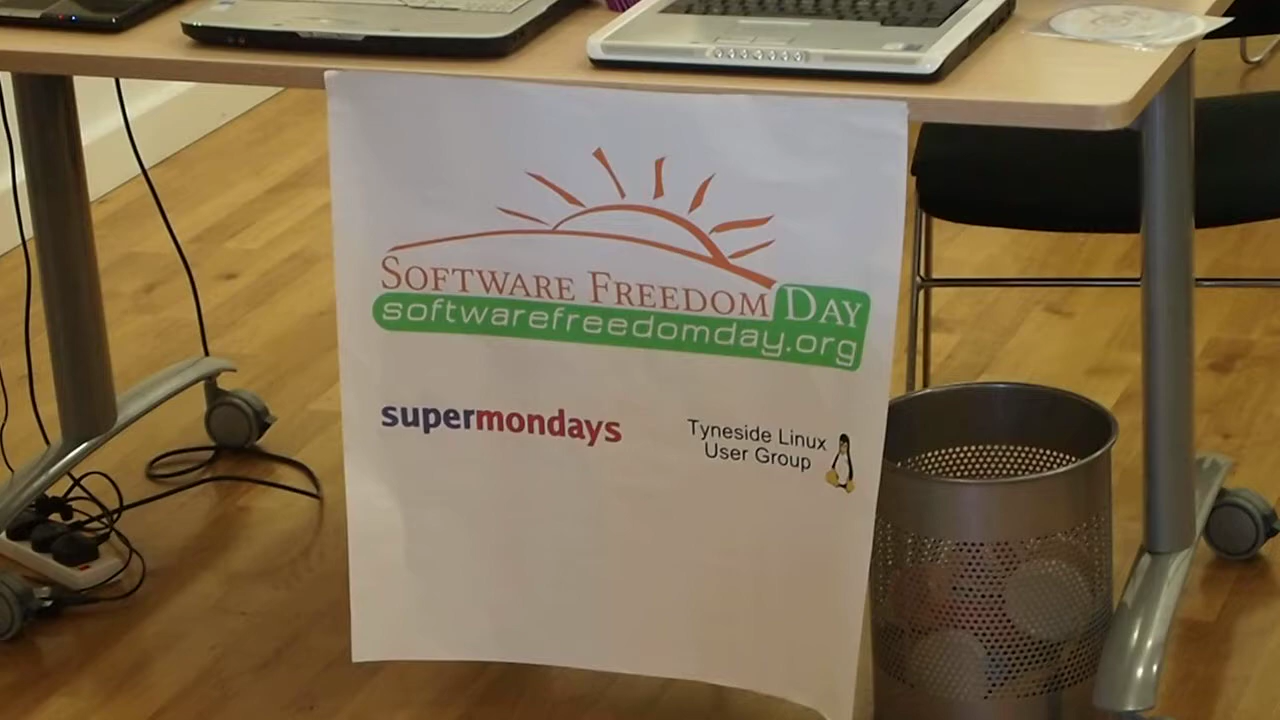 SOFTWARE FREEDOM DAY
softwarefreedomday.org
supermondays
Tyneside Linux
User Group